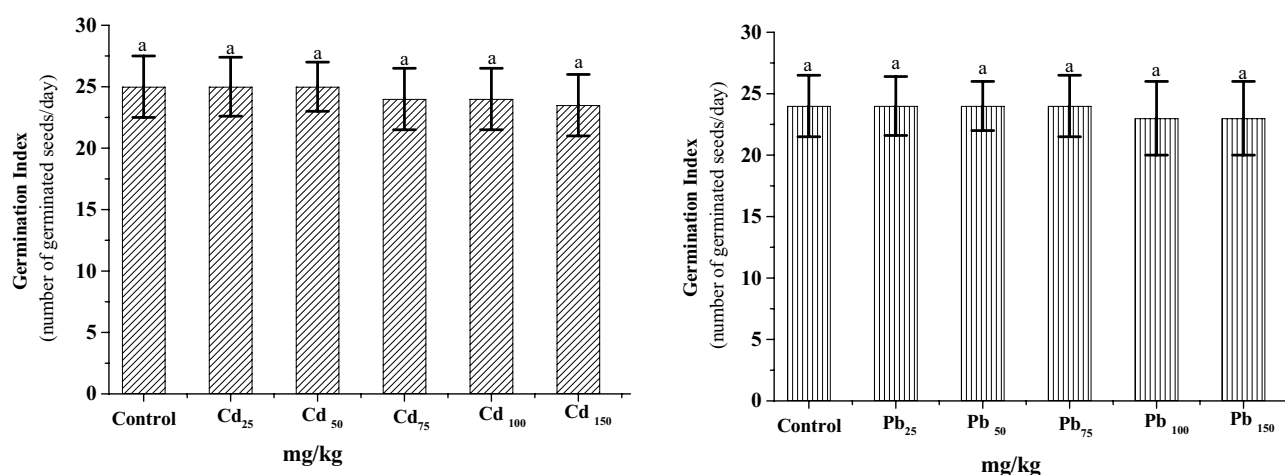 30
25
20
15
10
5
0
Germination Index
(number of germinated seeds/day)
a a a a a a
Control Cd25 Cd 50 Cd75 Cd 100 Cd 150
mg/kg
30
25
20
15
10
5
0
Germination Index
(number of germinated seeds/day)
a a a a a a
Control Pb25 Pb 50 Pb75 Pb 100 Pb 150
mg/kg